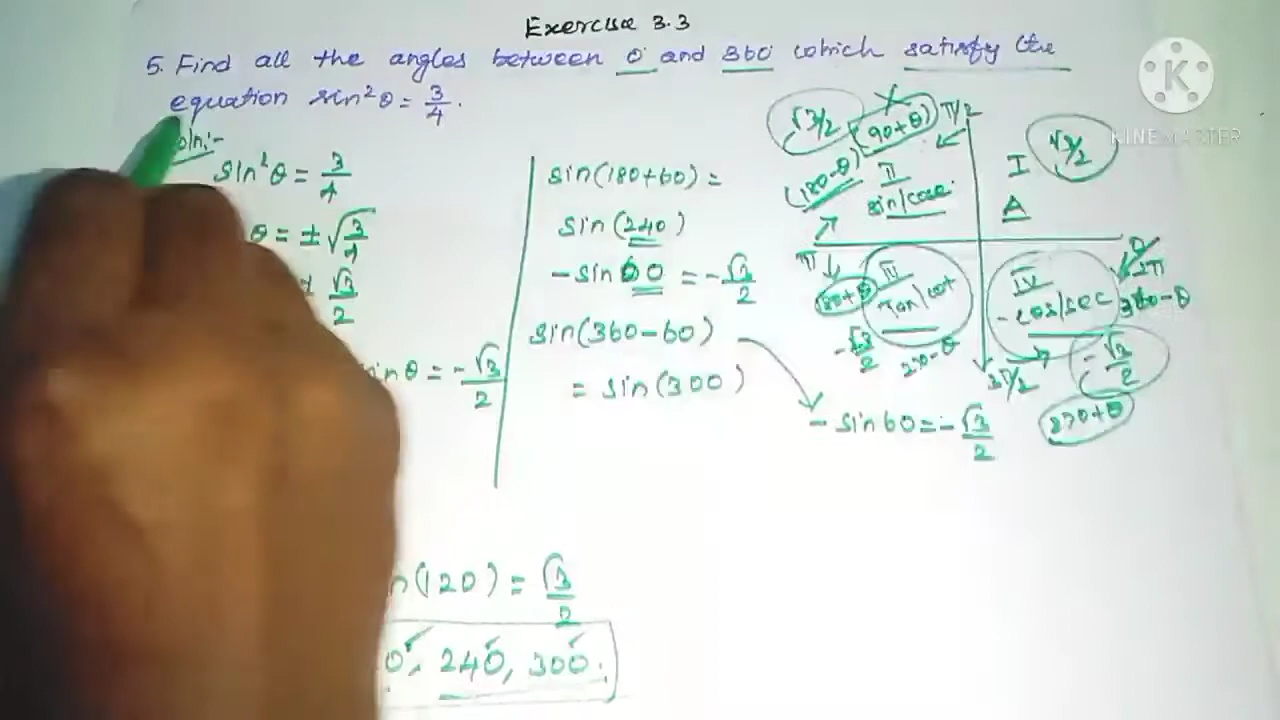 Exercise 3.3
5. Find all the angles between 0° and 360° which satisfy the
equation sin²θ = 3/4.
Soln:-
sin²θ = 3/4
θ = ±√3/4
√3/2
θ = -√3/2
(120) = √3/2
240°, 300°.
sin(180+60) =
sin(240)
-sin60 = -√3/2
sin(360-60)
= sin(300)
-sin60 = -√3/2
√3/2
(90+θ)
π/2
(180-θ)
II
sin/cosec
I
A
√3/2
π
III
Tan/cot
-√3/2
270-θ
IV
-cos/sec
2π
360-θ
3π/2
-√3/2
270+θ
KINEMASTER